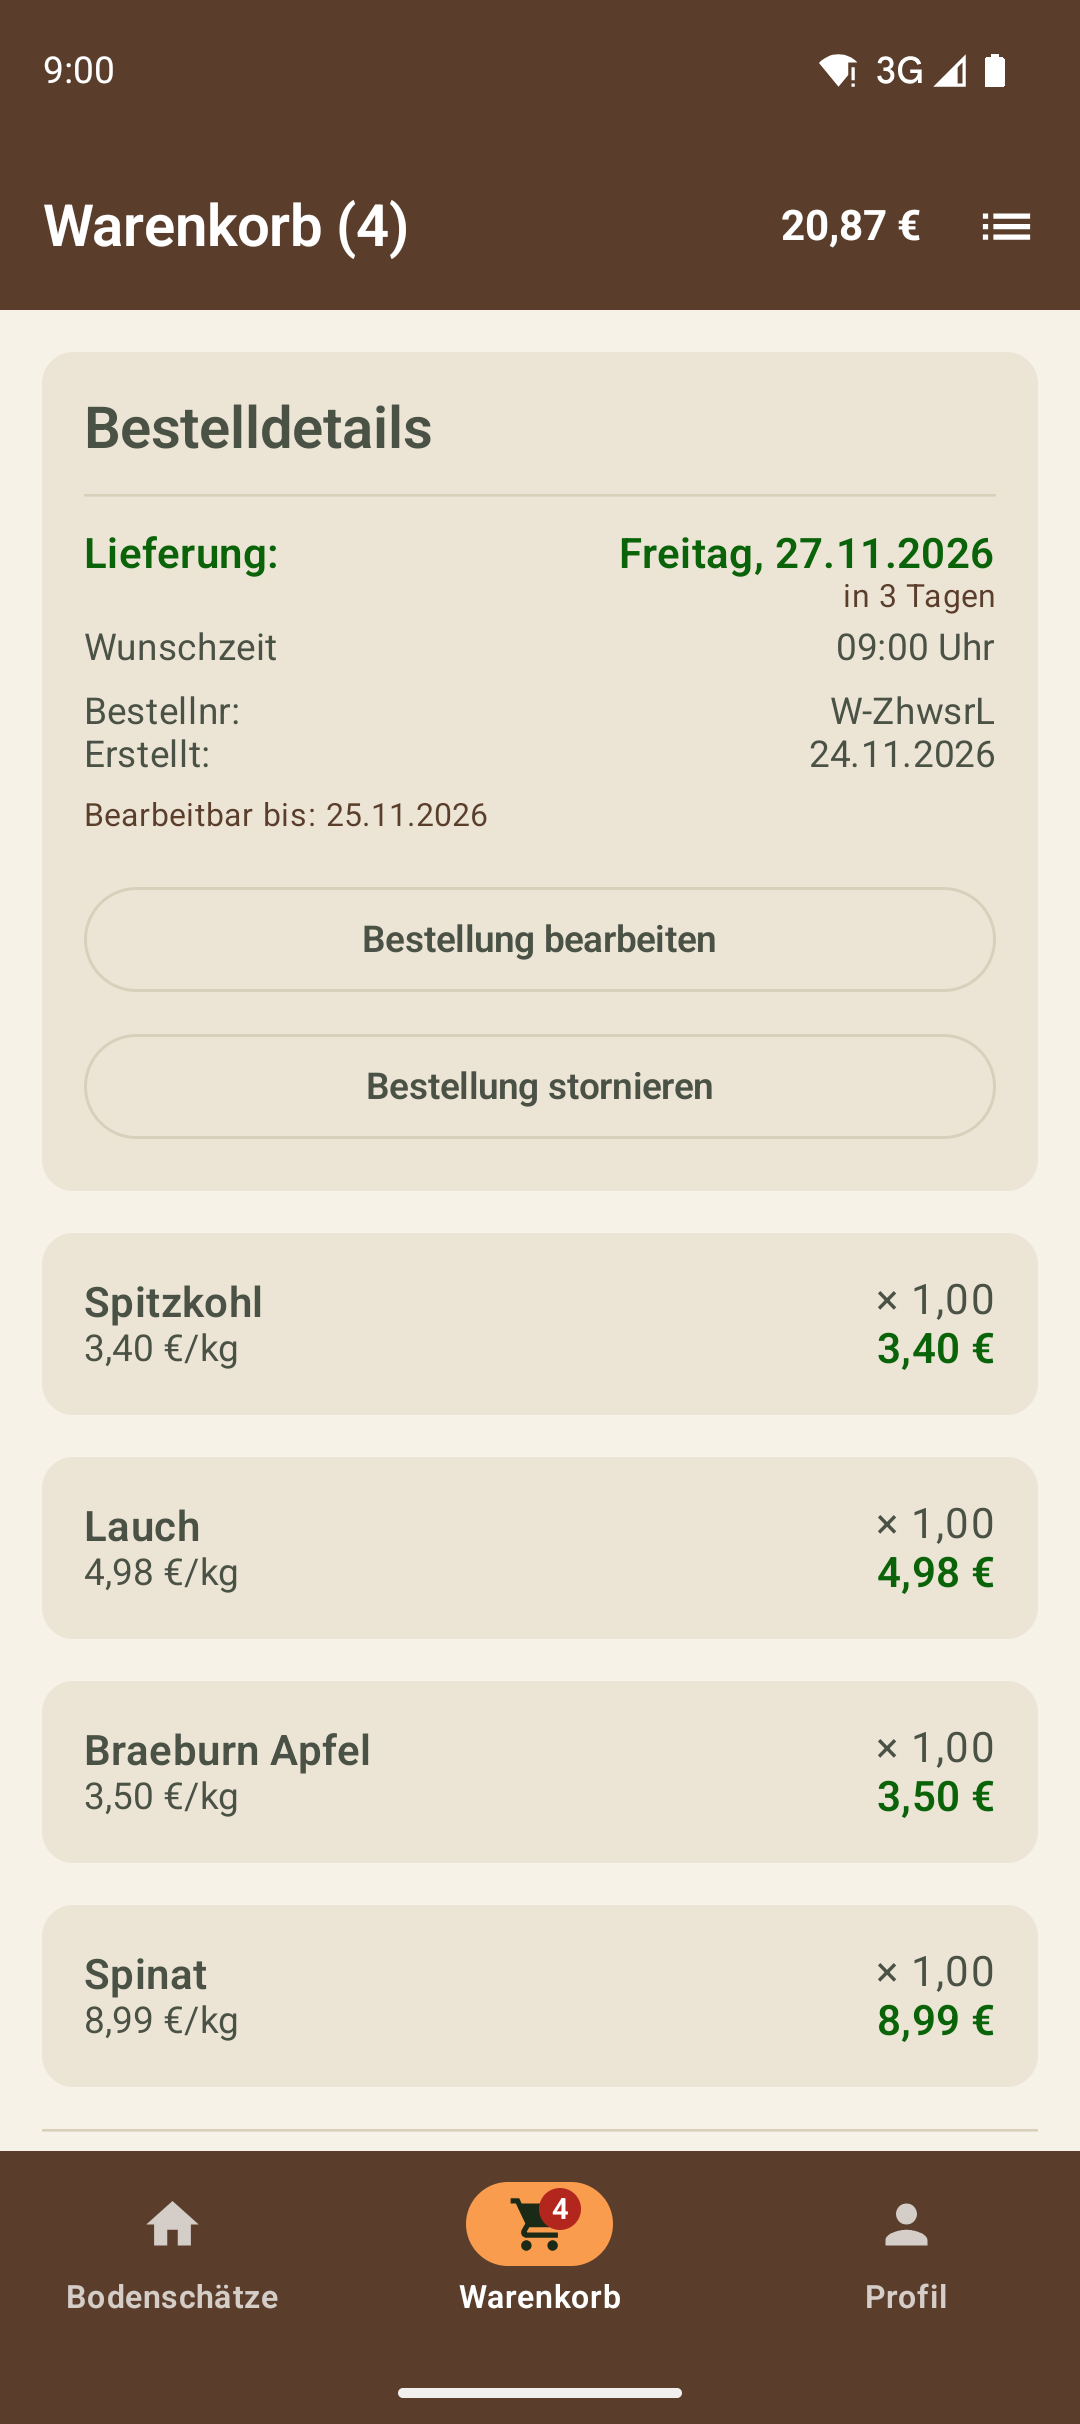 9:00
3G
Warenkorb (4)
20,87 €
Bestelldetails
Lieferung:
Freitag, 27.11.2026
in 3 Tagen
Wunschzeit
09:00 Uhr
Bestellnr:
W-ZhwsrL
Erstellt:
24.11.2026
Bearbeitbar bis: 25.11.2026
Bestellung bearbeiten
Bestellung stornieren
Spitzkohl
× 1,00
3,40 €/kg
3,40 €
Lauch
× 1,00
4,98 €/kg
4,98 €
Braeburn Apfel
× 1,00
3,50 €/kg
3,50 €
Spinat
× 1,00
8,99 €/kg
8,99 €
4
Bodenschätze
Warenkorb
Profil